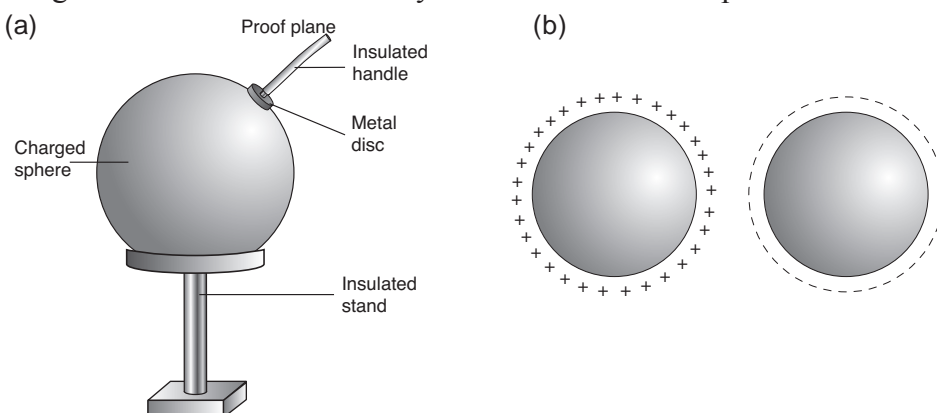 (a)
Proof plane
Insulated
handle
Metal
disc
Charged
sphere
Insulated
stand
(b)